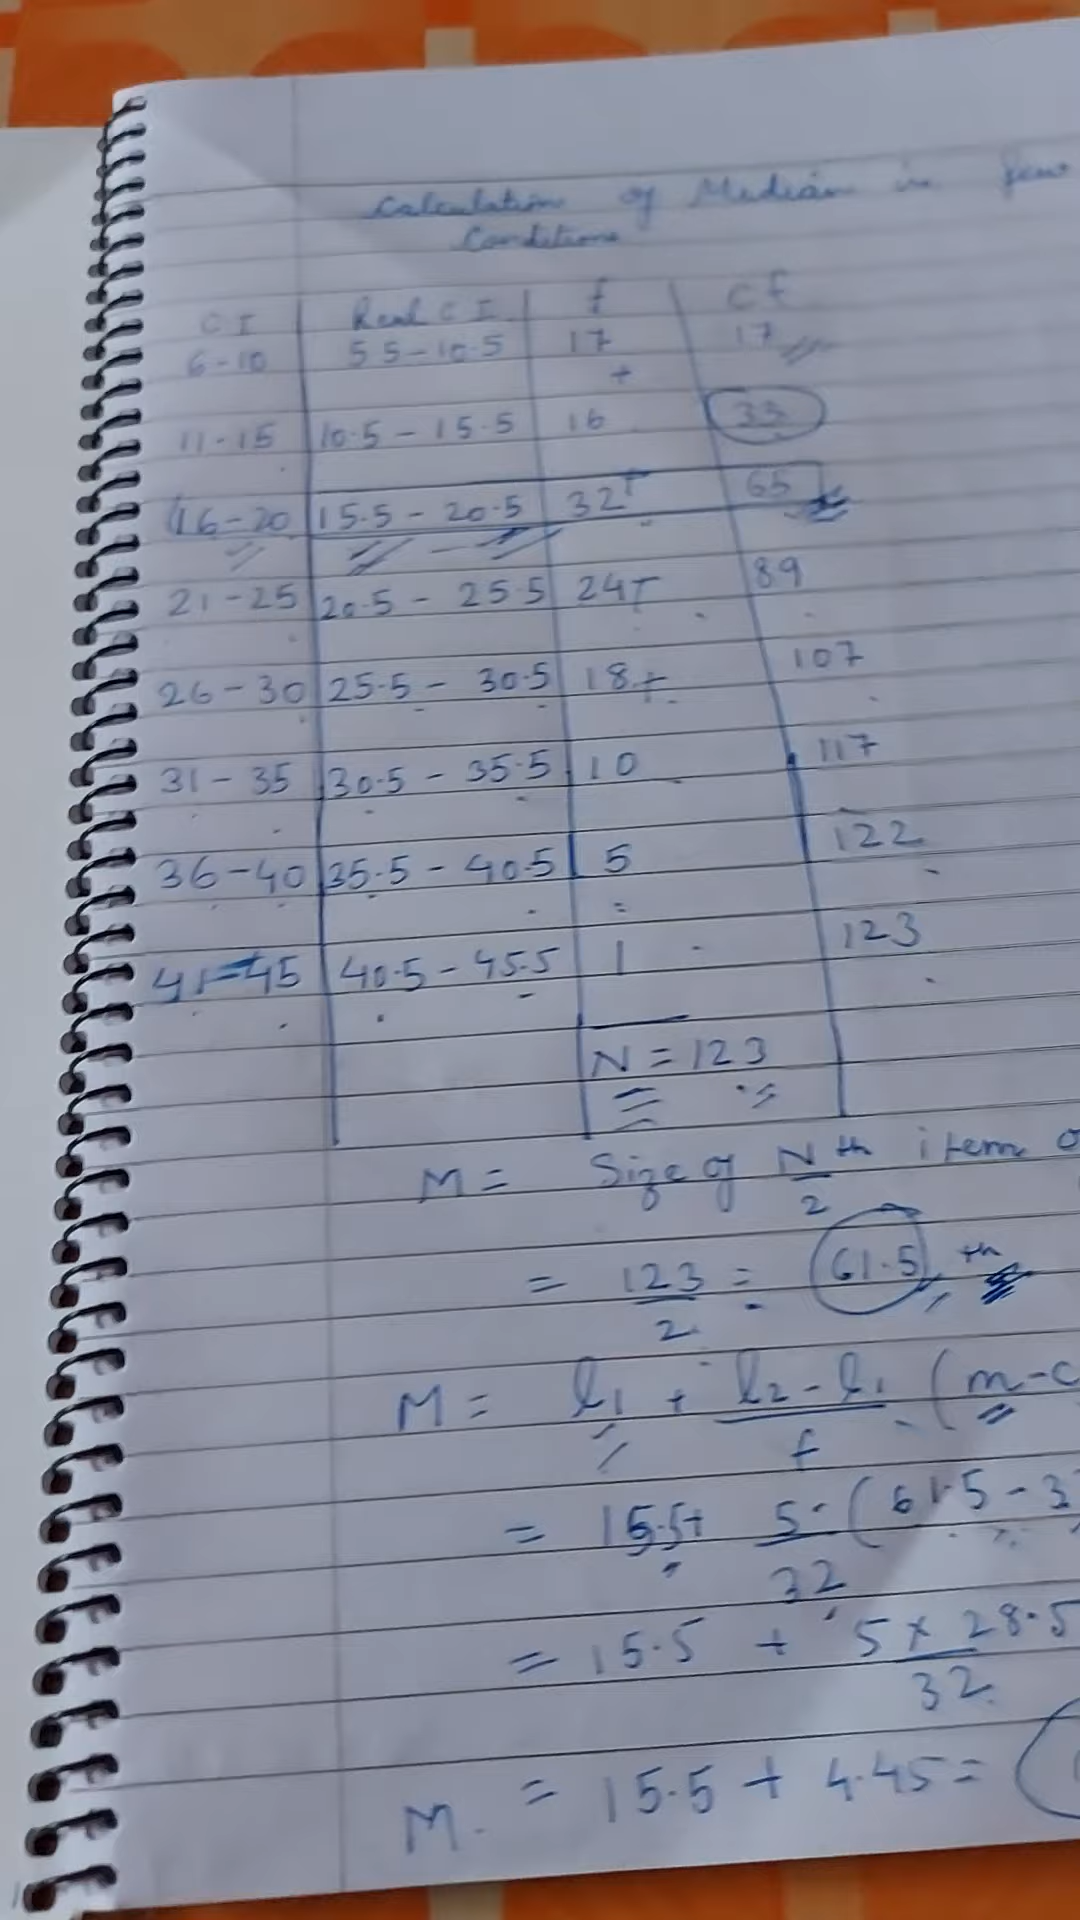 Calculation of Median in
Conditions
CI Real C I f cf
6-10 5.5-10.5 17 17
+
11-15 10.5 - 15.5 16 33
16-20 15.5 - 20.5 32+ 65
21-25 20.5 - 25.5 24+ 89
26-30 25.5 - 30.5 18+ 107
31-35 30.5 - 35.5 10 117
36-40 35.5 - 40.5 5 122
41-45 40.5 - 45.5 1 123
N = 123
M = Size of N/2 th item
= 123/2 = 61.5 th
M = l₁ + l₂-l₁/f (m-c
= 15.5+ 5/32 (61.5-3
= 15.5 + 5 x 28.5/32
M. = 15.5 + 4.45 =